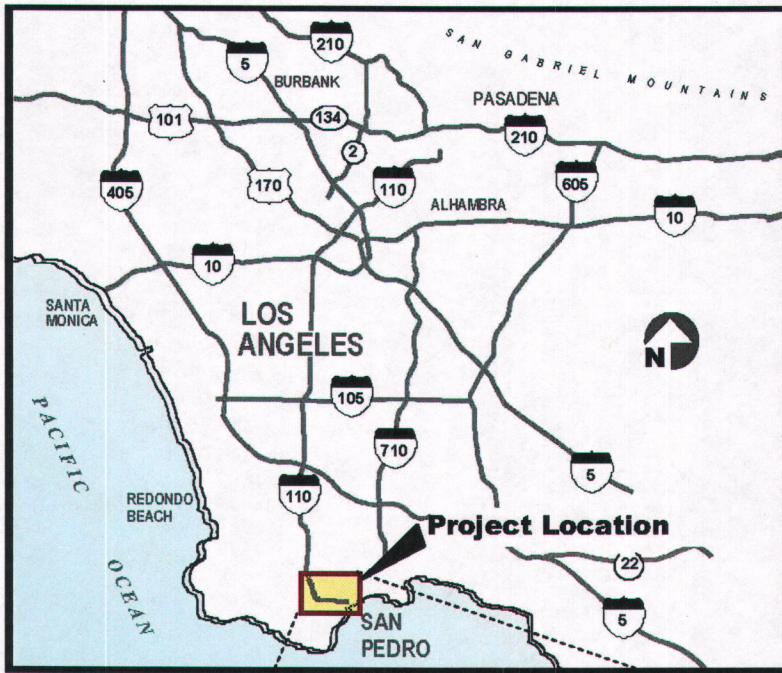 210
SAN GABRIEL MOUNTAINS
5
BURBANK
PASADENA
101
134
210
2
170
110
605
405
ALHAMBRA
10
10
SANTA
MONICA
LOS
ANGELES
N
105
PACIFIC
OCEAN
710
5
REDONDO
BEACH
110
Project Location
22
SAN
PEDRO
5